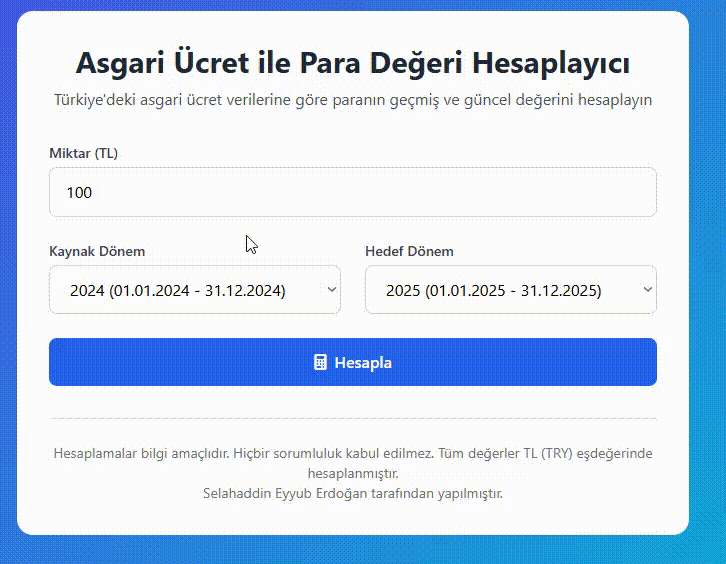 Asgari Ücret ile Para Değeri Hesaplayıcı
Türkiye'deki asgari ücret verilerine göre paranın geçmiş ve güncel değerini hesaplayın
Miktar (TL)
100
Kaynak Dönem
Hedef Dönem
2024 (01.01.2024 - 31.12.2024)
2025 (01.01.2025 - 31.12.2025)
Hesapla
Hesaplamalar bilgi amaçlıdır. Hiçbir sorumluluk kabul edilmez. Tüm değerler TL (TRY) eşdeğerinde
hesaplanmıştır.
Selahaddin Eyyub Erdoğan tarafından yapılmıştır.